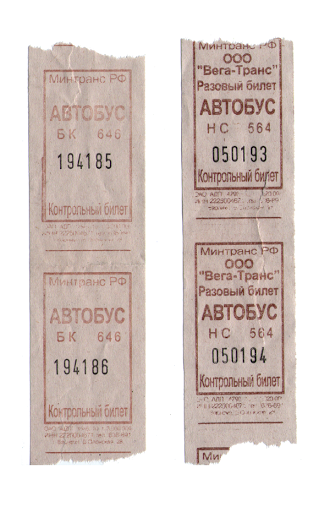 Минтранс РФ
АВТОБУС
БК 646
194185
Контрольный билет
Минтранс РФ
АВТОБУС
БК 646
194186
Контрольный билет
Минтранс РФ
ООО
"Вега-Транс"
Разовый билет
АВТОБУС
НС 564
050193
Контрольный билет
Минтранс РФ
ООО
"Вега-Транс"
Разовый билет
АВТОБУС
НС 564
050194
Контрольный билет